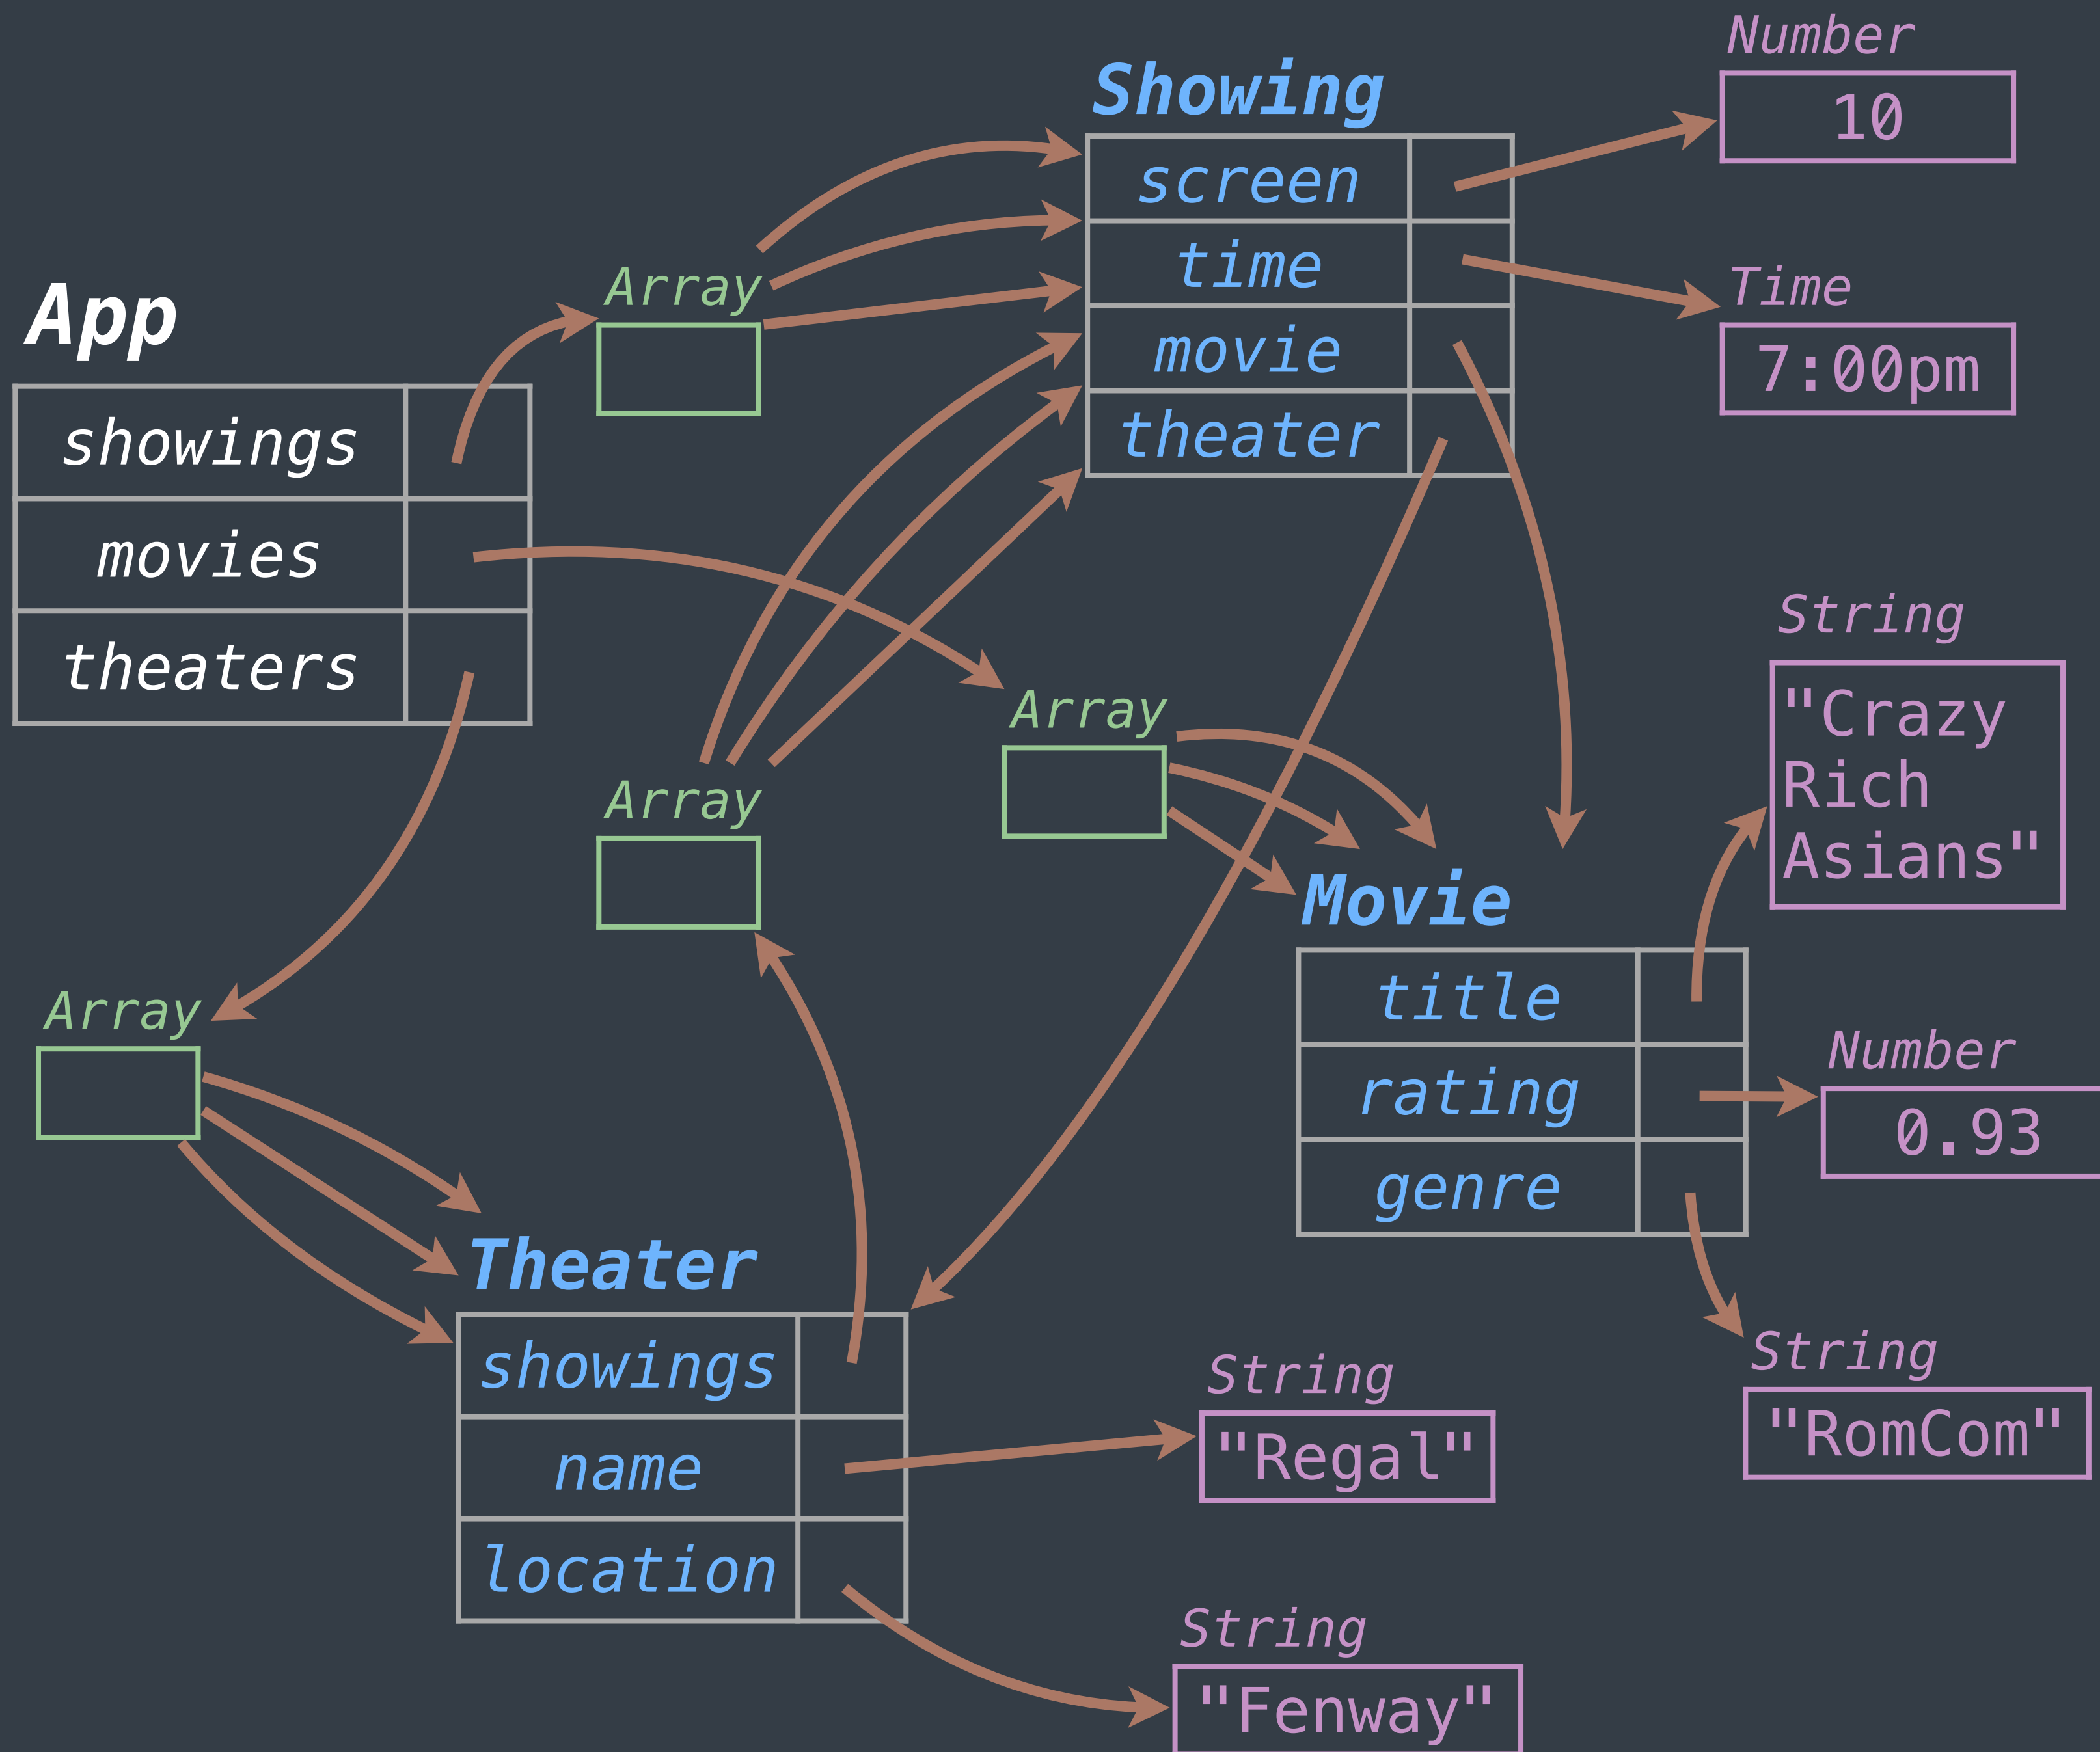 Number
10
Showing
screen
time
movie
theater
Time
7:00pm
App
showings
movies
theaters
Array
String
"Crazy
Rich
Asians"
Array
Array
Movie
title
rating
genre
Number
0.93
Array
Theater
showings
name
location
String
"RomCom"
String
"Regal"
String
"Fenway"